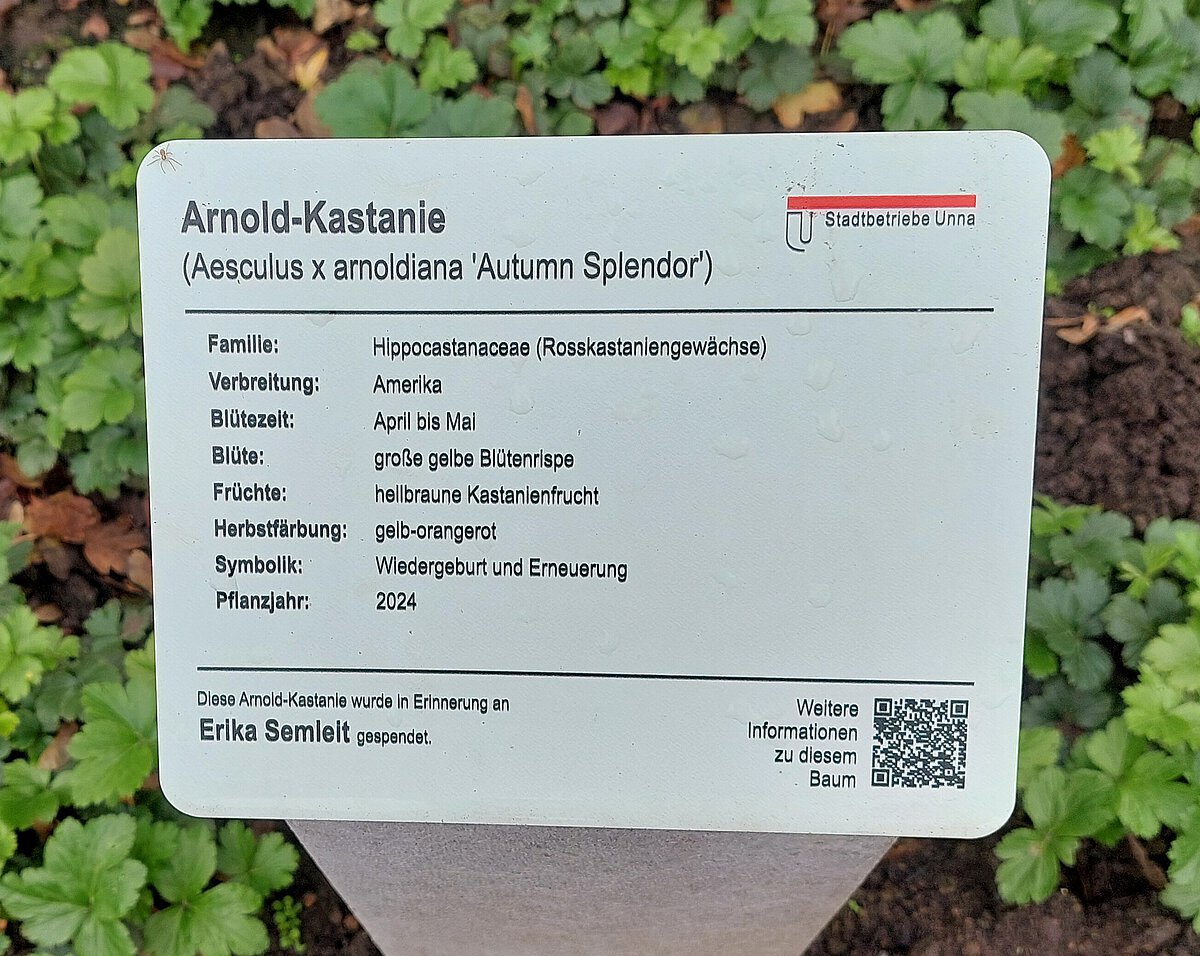 Arnold-Kastanie
(Aesculus x arnoldiana 'Autumn Splendor')
Stadtbetriebe Unna
Familie: Hippocastanaceae (Rosskastaniengewächse)
Verbreitung: Amerika
Blütezeit: April bis Mai
Blüte: große gelbe Blütenrispe
Früchte: hellbraune Kastanienfrucht
Herbstfärbung: gelb-orangerot
Symbolik: Wiedergeburt und Erneuerung
Pflanzjahr: 2024
Diese Arnold-Kastanie wurde in Erinnerung an
Erika Semleit gespendet.
Weitere
Informationen
zu diesem
Baum